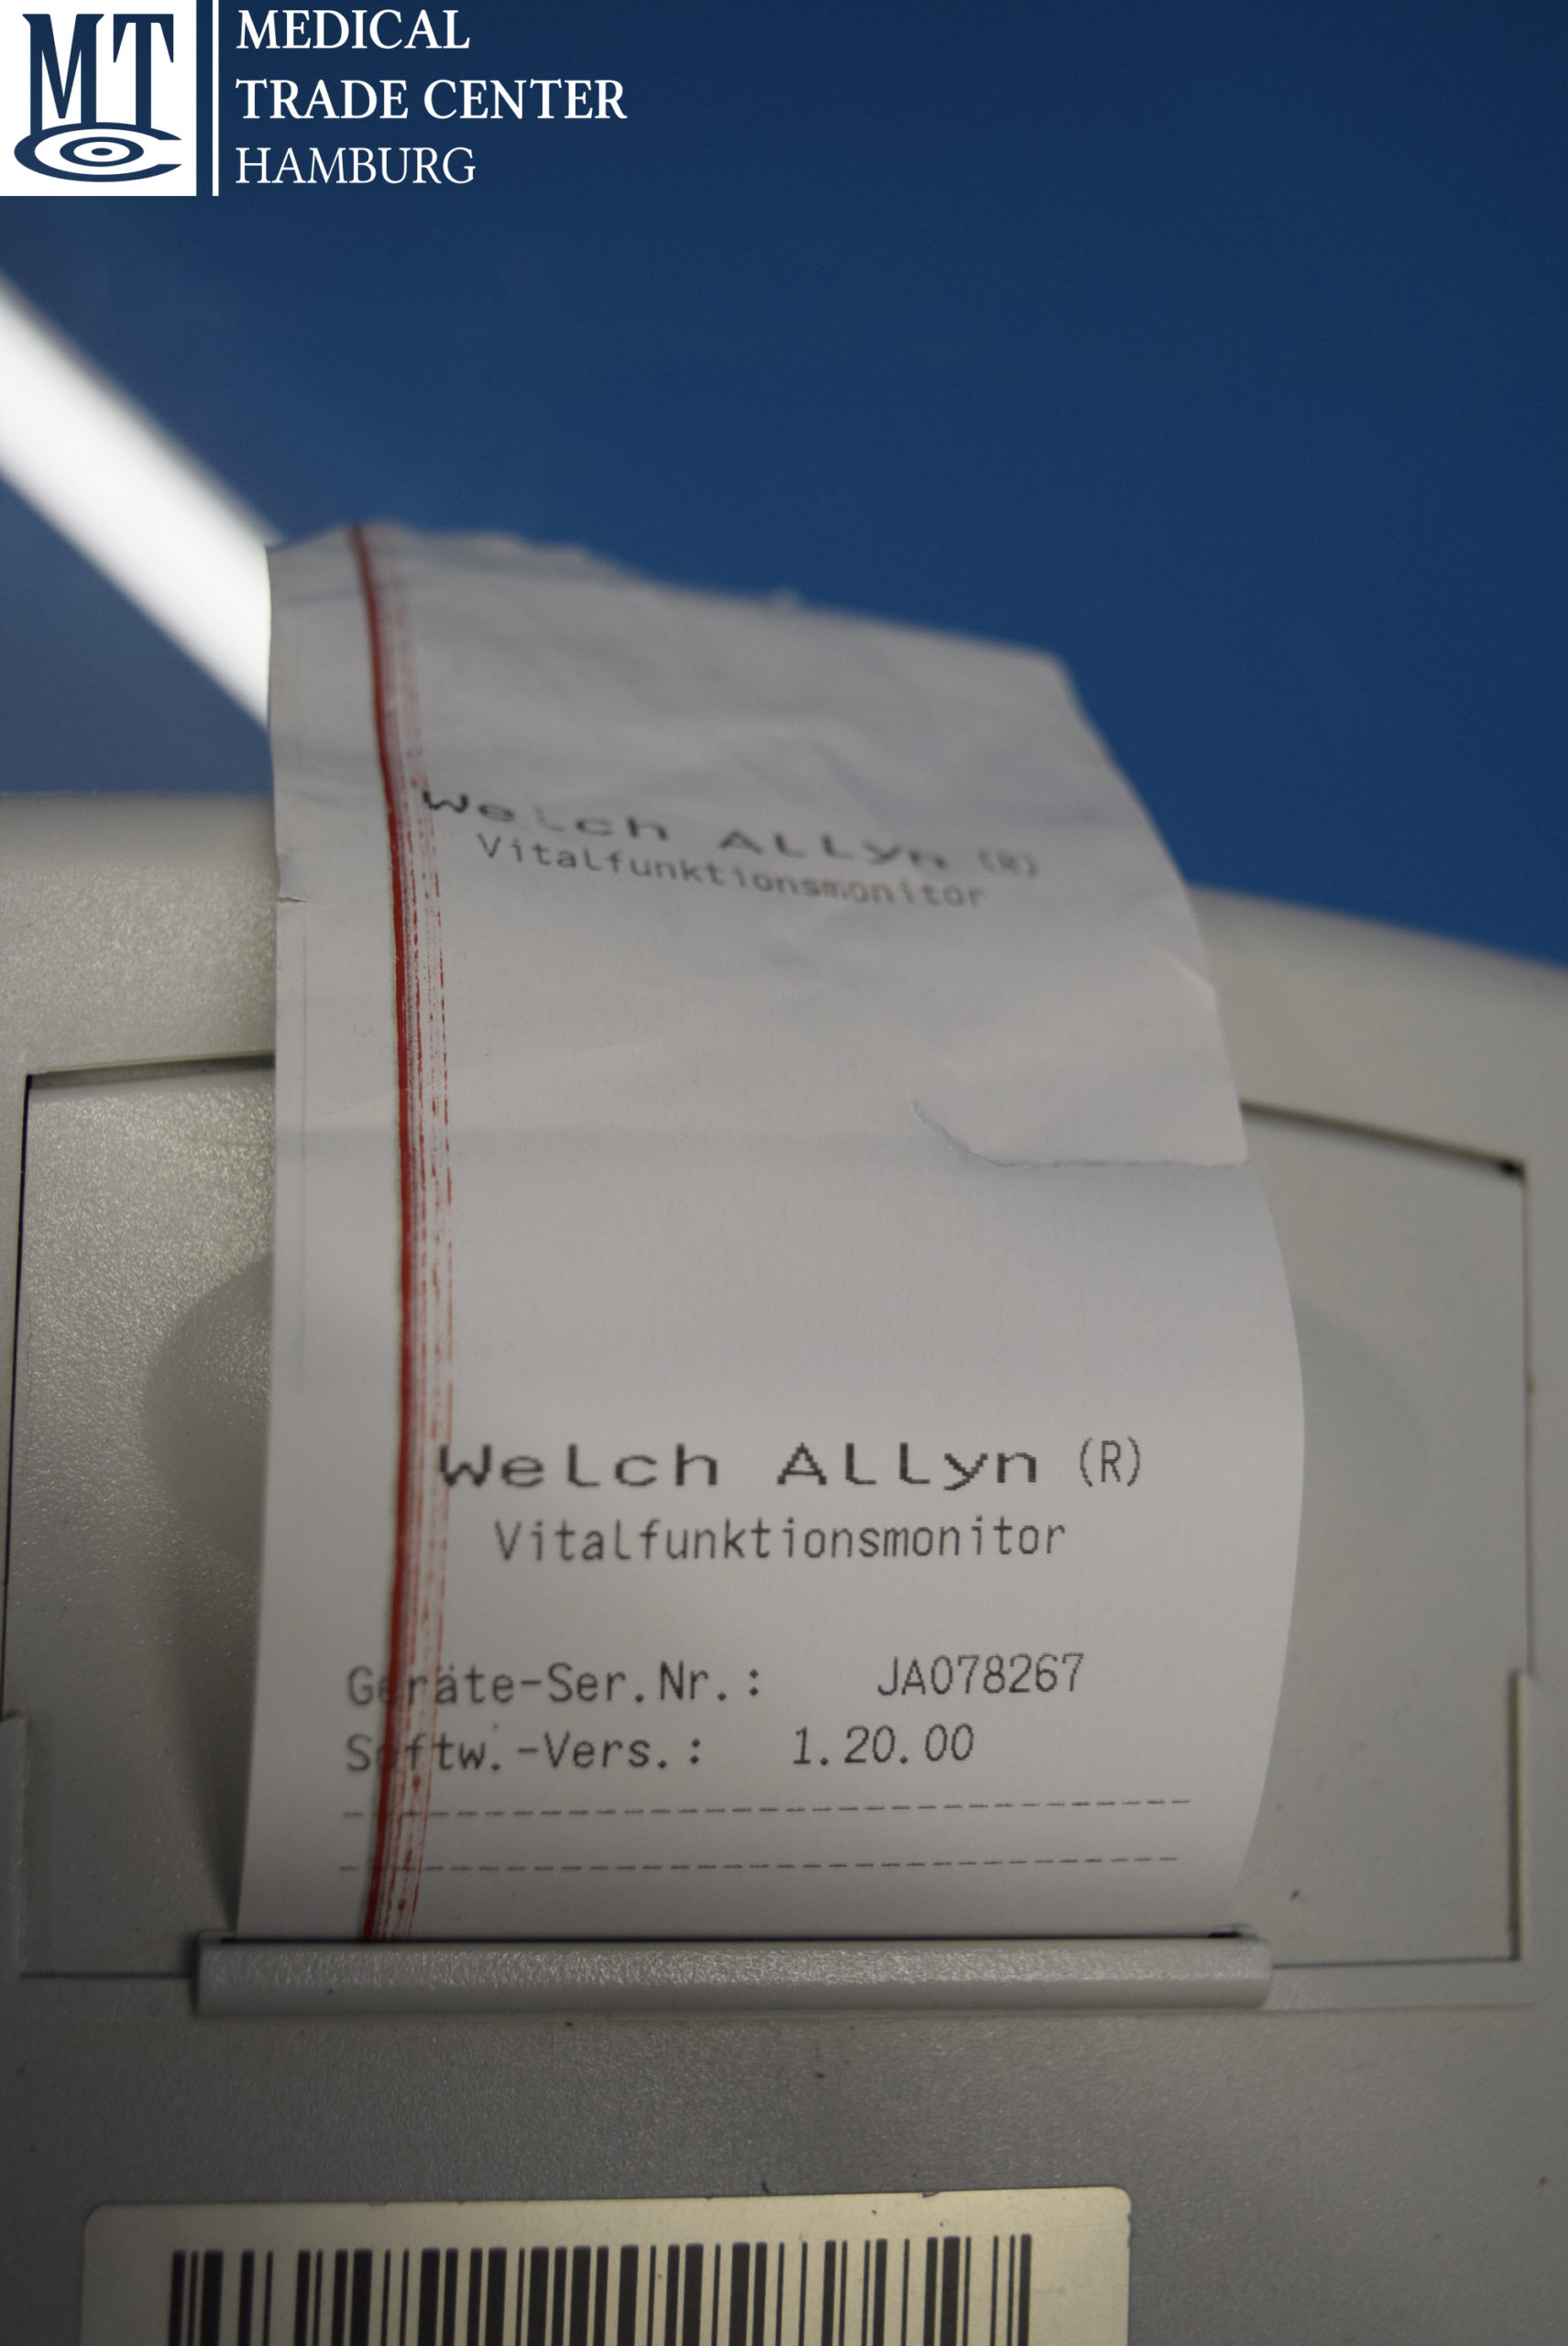 MTC
MEDICAL
TRADE CENTER
HAMBURG
Welch Allyn (R)
Vitalfunktionsmonitor
Welch Allyn (R)
Vitalfunktionsmonitor
Geräte-Ser.Nr.: JA078267
Softw.-Vers.: 1.20.00